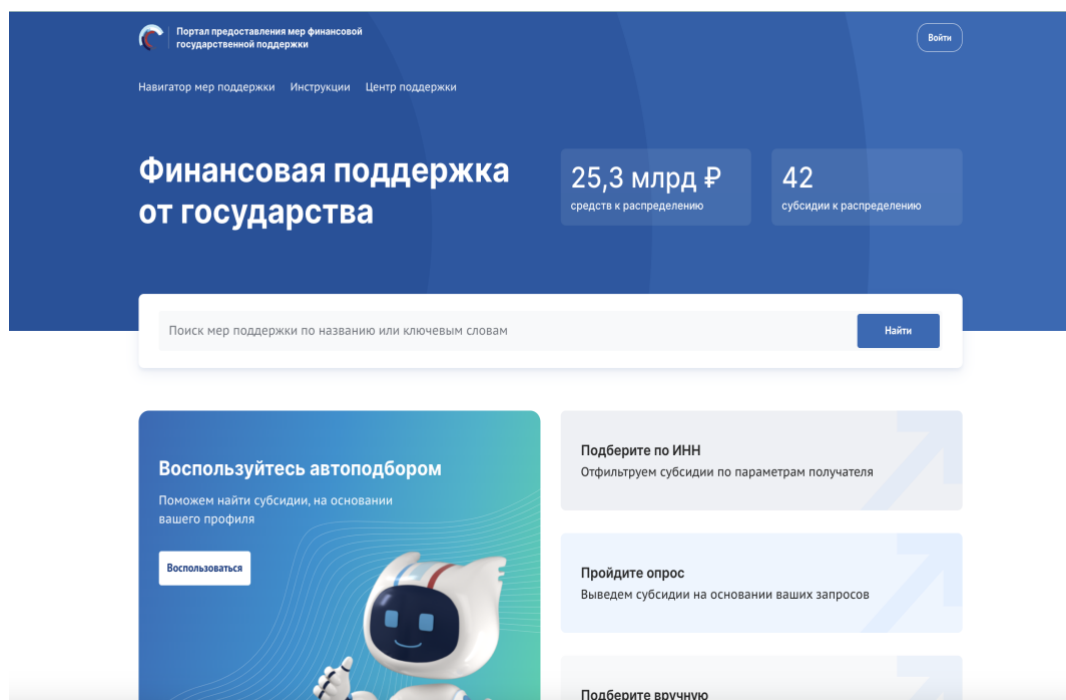 Портал предоставления мер финансовой
государственной поддержки
Войти
Навигатор мер поддержки Инструкции Центр поддержки
Финансовая поддержка
от государства
25,3 млрд ₽
средств к распределению
42
субсидии к распределению
Поиск мер поддержки по названию или ключевым словам
Найти
Воспользуйтесь автоподбором
Поможем найти субсидии, на основании
вашего профиля
Воспользоваться
Подберите по ИНН
Отфильтруем субсидии по параметрам получателя
Пройдите опрос
Выведем субсидии на основании ваших запросов
Подберите вручную